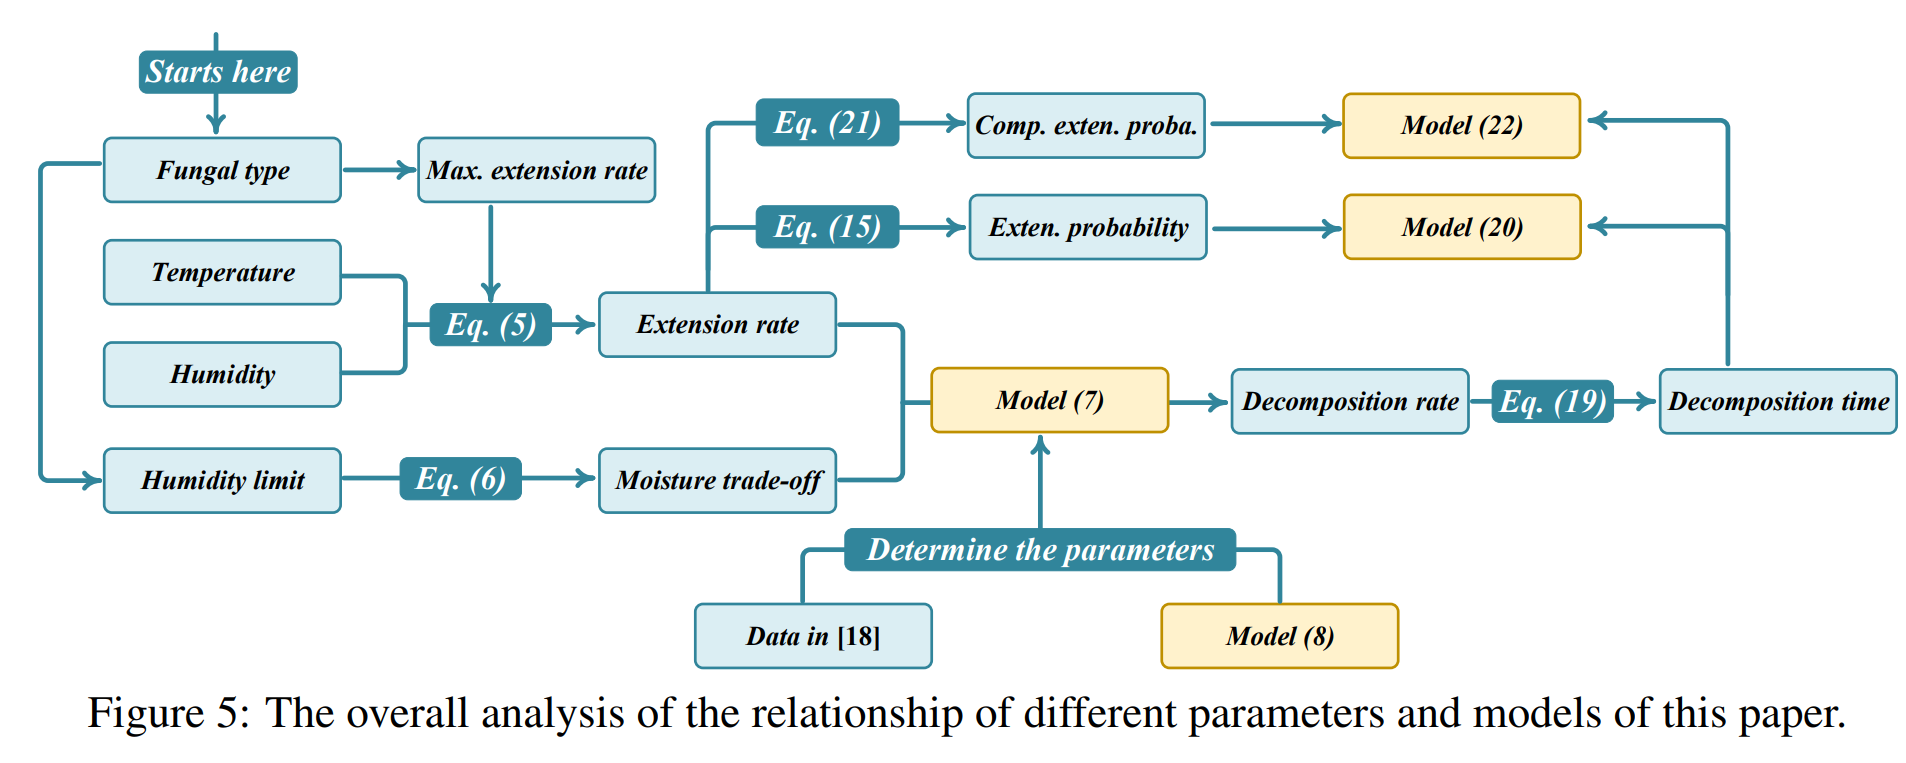 Starts here
Fungal type
Max. extension rate
Temperature
Humidity
Humidity limit
Eq. (5)
Eq. (6)
Extension rate
Moisture trade-off
Eq. (21)
Comp. exten. proba.
Model (22)
Eq. (15)
Exten. probability
Model (20)
Model (7)
Decomposition rate
Eq. (19)
Decomposition time
Determine the parameters
Data in [18]
Model (8)
Figure 5: The overall analysis of the relationship of different parameters and models of this paper.